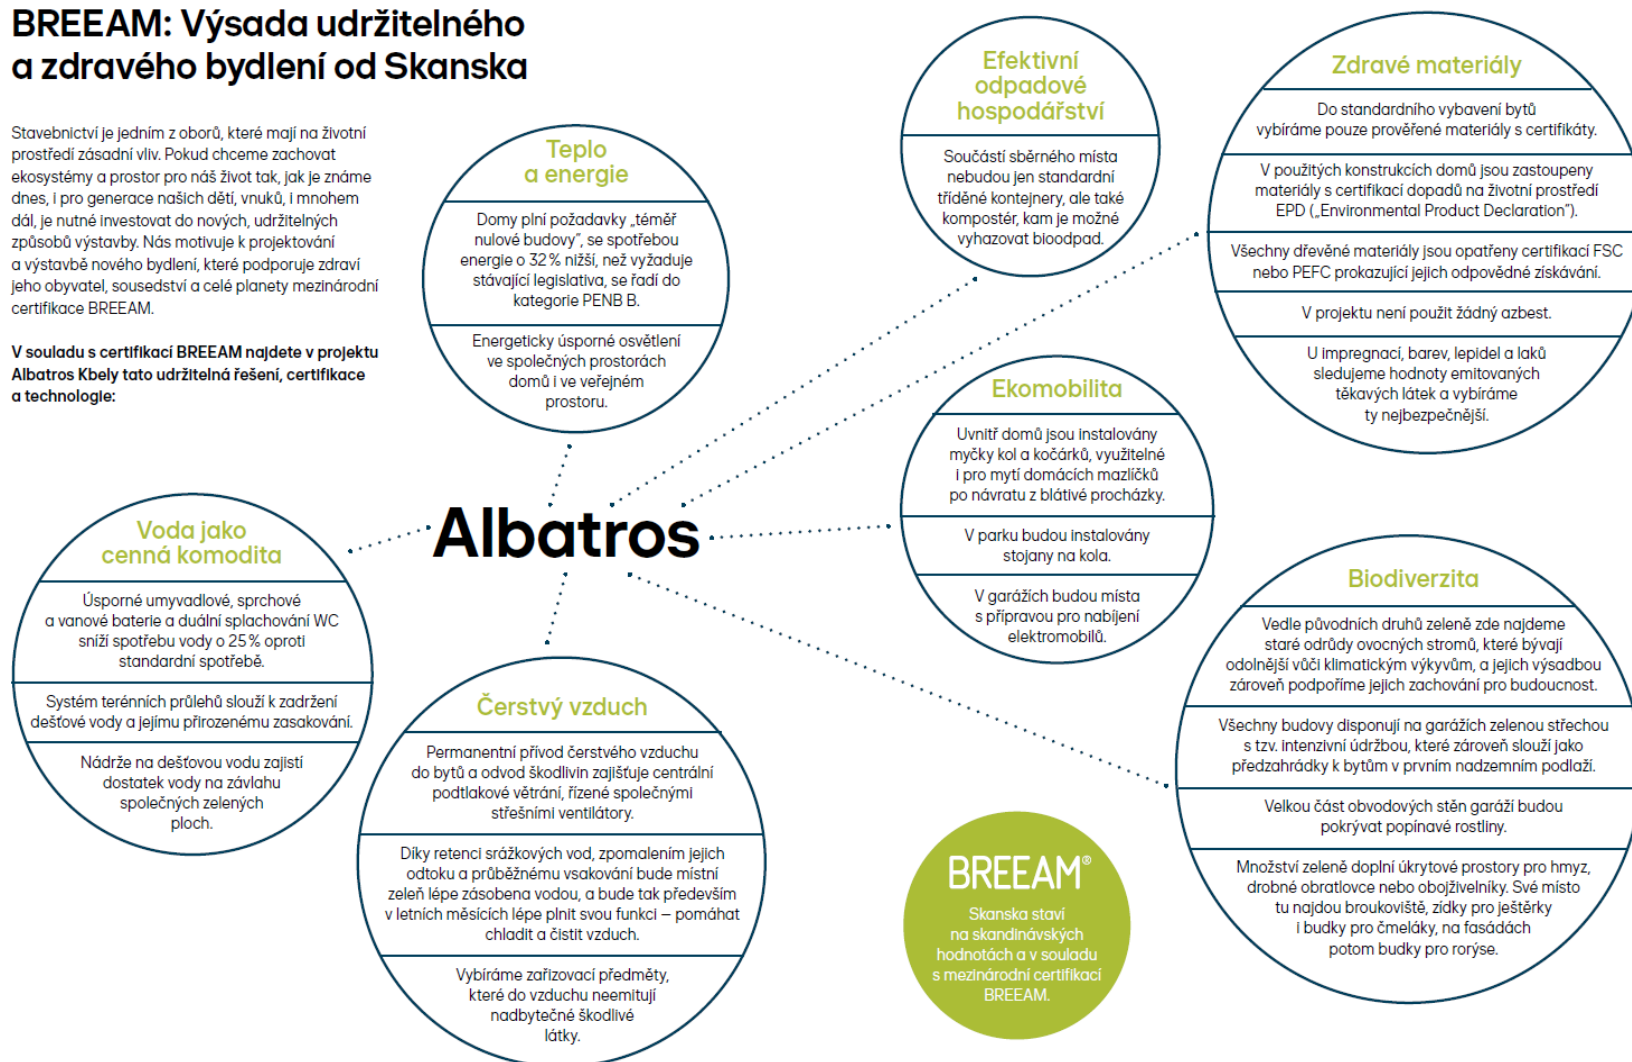 BREEAM: Výsada udržitelného
a zdravého bydlení od Skanska
Stavebnictví je jedním z oborů, které mají na životní
prostředí zásadní vliv. Pokud chceme zachovat
ekosystémy a prostor pro náš život tak, jak je známe
dnes, i pro generace našich dětí, vnuků, i mnohem
dál, je nutné investovat do nových, udržitelných
způsobů výstavby. Nás motivuje k projektování
a výstavbě nového bydlení, které podporuje zdraví
jeho obyvatel, sousedství a celé planety mezinárodní
certifikace BREEAM.
V souladu s certifikací BREEAM najdete v projektu
Albatros Kbely tato udržitelná řešení, certifikace
a technologie:
Teplo
a energie
Domy plní požadavky „téměř
nulové budovy“, se spotřebou
energie o 32 % nižší, než vyžaduje
stávající legislativa, se řadí do
kategorie PENB B.
Energeticky úsporné osvětlení
ve společných prostorách
domů i ve veřejném
prostoru.
Efektivní
odpadové
hospodářství
Součástí sběrného místa
nebudou jen standardní
tříděné kontejnery, ale také
kompostér, kam je možné
vyhazovat bioodpad.
Zdravé materiály
Do standardního vybavení bytů
vybíráme pouze prověřené materiály s certifikáty.
V použitých konstrukcích domů jsou zastoupeny
materiály s certifikací dopadů na životní prostředí
EPD („Environmental Product Declaration“).
Všechny dřevěné materiály jsou opatřeny certifikací FSC
nebo PEFC prokazující jejich odpovědné získávání.
V projektu není použit žádný azbest.
U impregnací, barev, lepidel a laků
sledujeme hodnoty emitovaných
těkavých látek a vybíráme
ty nejbezpečnější.
Ekomobilita
Uvnitř domů jsou instalovány
myčky kol a kočárků, využitelné
i pro mytí domácích mazlíčků
po návratu z blátivé procházky.
V parku budou instalovány
stojany na kola.
V garážích budou místa
s přípravou pro nabíjení
elektromobilů.
Albatros
Voda jako
cenná komodita
Úsporné umyvadlové, sprchové
a vanové baterie a duální splachování WC
sníží spotřebu vody o 25 % oproti
standardní spotřebě.
Systém terénních průlehů slouží k zadržení
dešťové vody a jejímu přirozenému zasakování.
Nádrže na dešťovou vodu zajistí
dostatek vody na závlahu
společných zelených
ploch.
Čerstvý vzduch
Permanentní přívod čerstvého vzduchu
do bytů a odvod škodlivin zajišťuje centrální
podtlakové větrání, řízené společnými
střešními ventilátory.
Díky retenci srážkových vod, zpomalením jejich
odtoku a průběžnému vsakování bude místní
zeleň lépe zásobena vodou, a bude tak především
v letních měsících lépe plnit svou funkci – pomáhat
chladit a čistit vzduch.
Vybíráme zařizovací předměty,
které do vzduchu neemitují
nadbytečné škodlivé
látky.
Biodiverzita
Vedle původních druhů zeleně zde najdeme
staré odrůdy ovocných stromů, které bývají
odolnější vůči klimatickým výkyvům, a jejich výsadbou
zároveň podpoříme jejich zachování pro budoucnost.
Všechny budovy disponují na garážích zelenou střechou
s tzv. intenzivní údržbou, které zároveň slouží jako
předzahrádky k bytům v prvním nadzemním podlaží.
Velkou část obvodových stěn garáží budou
pokrývat popínavé rostliny.
Množství zeleně doplní úkrytové prostory pro hmyz,
drobné obratlovce nebo obojživelníky. Své místo
tu najdou broukoviště, zídky pro ještěrky
i budky pro čmeláky, na fasádách
potom budky pro rorýse.
BREEAM®
Skanska staví
na skandinávských
hodnotách a v souladu
s mezinárodní certifikací
BREEAM.